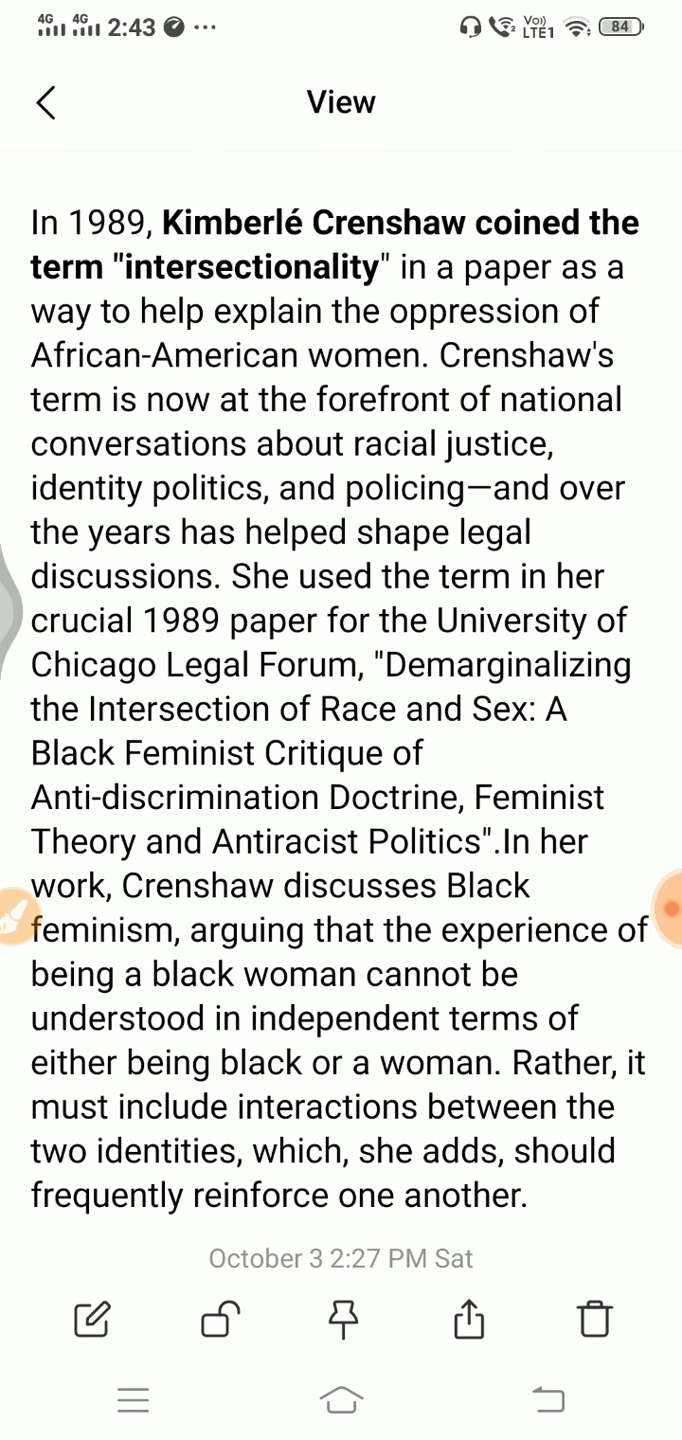 4G 4G 2:43 ... Vo)) LTE1 2 84
View
In 1989, Kimberlé Crenshaw coined the
term "intersectionality" in a paper as a
way to help explain the oppression of
African-American women. Crenshaw's
term is now at the forefront of national
conversations about racial justice,
identity politics, and policing—and over
the years has helped shape legal
discussions. She used the term in her
crucial 1989 paper for the University of
Chicago Legal Forum, "Demarginalizing
the Intersection of Race and Sex: A
Black Feminist Critique of
Anti-discrimination Doctrine, Feminist
Theory and Antiracist Politics".In her
work, Crenshaw discusses Black
feminism, arguing that the experience of
being a black woman cannot be
understood in independent terms of
either being black or a woman. Rather, it
must include interactions between the
two identities, which, she adds, should
frequently reinforce one another.
October 3 2:27 PM Sat